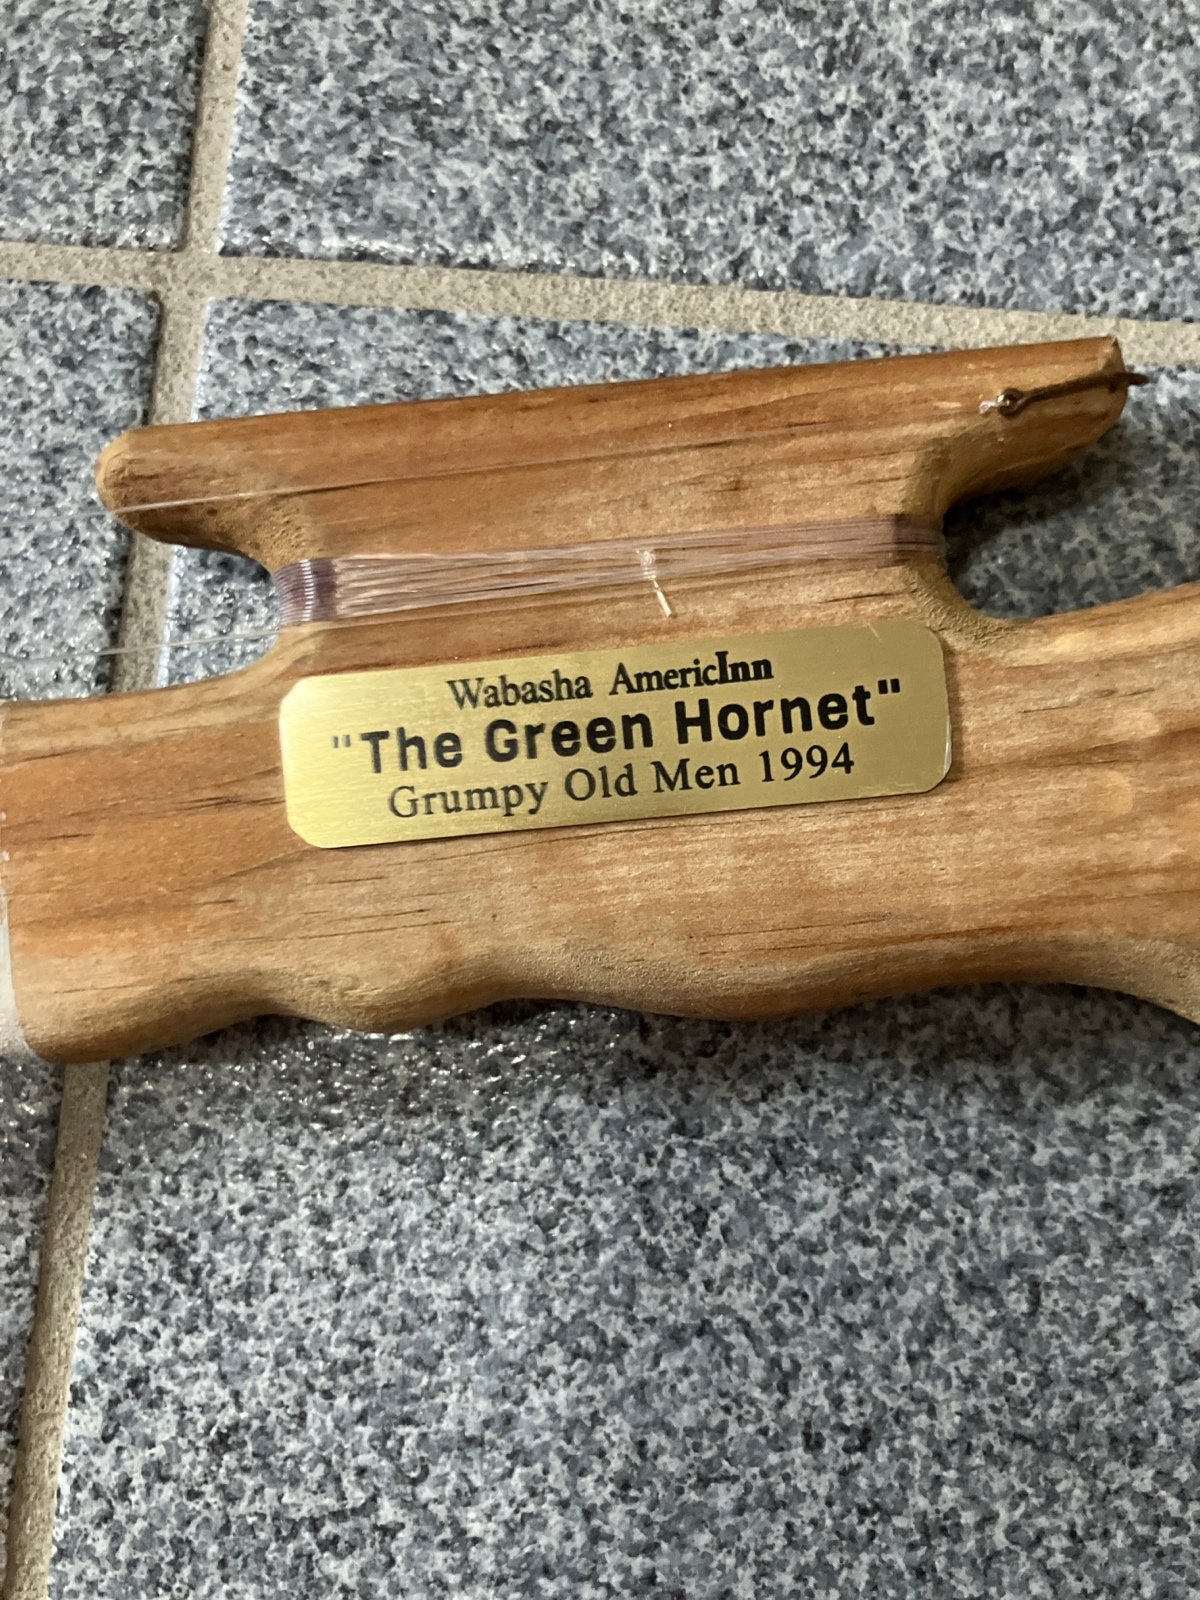 Wabasha AmericInn
"The Green Hornet"
Grumpy Old Men 1994